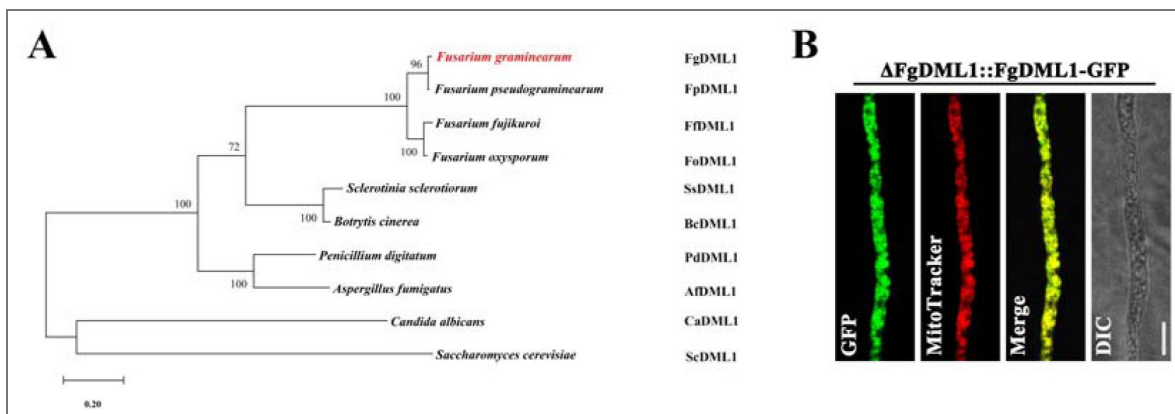 A
Fusarium graminearum FgDML1
96
Fusarium pseudograminearum FpDML1
100
Fusarium fujikuroi FfDML1
100
Fusarium oxysporum FoDML1
72
Sclerotinia sclerotiorum SsDML1
100
Botrytis cinerea BcDML1
100
Penicillium digitatum PdDML1
100
Aspergillus fumigatus AfDML1
Candida albicans CaDML1
Saccharomyces cerevisiae ScDML1
0.20
B
ΔFgDML1::FgDML1-GFP
GFP
MitoTracker
Merge
DIC